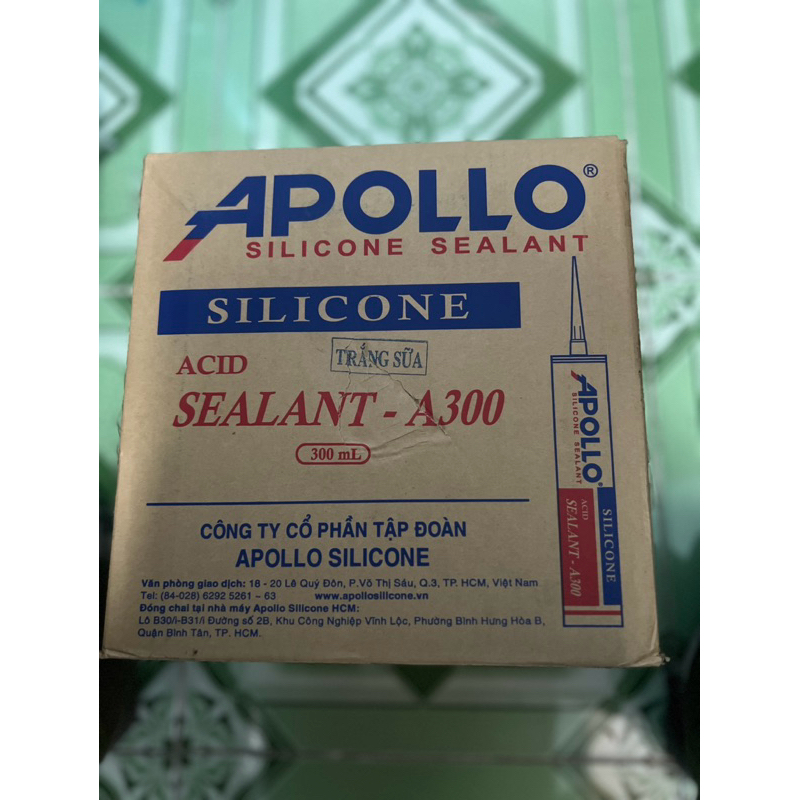 APOLLO®
SILICONE SEALANT
SILICONE
TRẮNG SỮA
ACID
SEALANT - A300
300 mL
CÔNG TY CỔ PHẦN TẬP ĐOÀN
APOLLO SILICONE
Văn phòng giao dịch: 18 - 20 Lê Quý Đôn, P.Võ Thị Sáu, Q.3, TP. HCM, Việt Nam
Tel: (84-028) 6292 5261 – 63 www.apollosilicone.vn
Đóng chai tại nhà máy Apollo Silicone HCM:
Lô B30/I-B31/I Đường số 2B, Khu Công Nghiệp Vĩnh Lộc, Phường Bình Hưng Hòa B,
Quận Bình Tân, TP. HCM.
APOLLO®
SILICONE SEALANT
SILICONE
ACID
SEALANT - A300